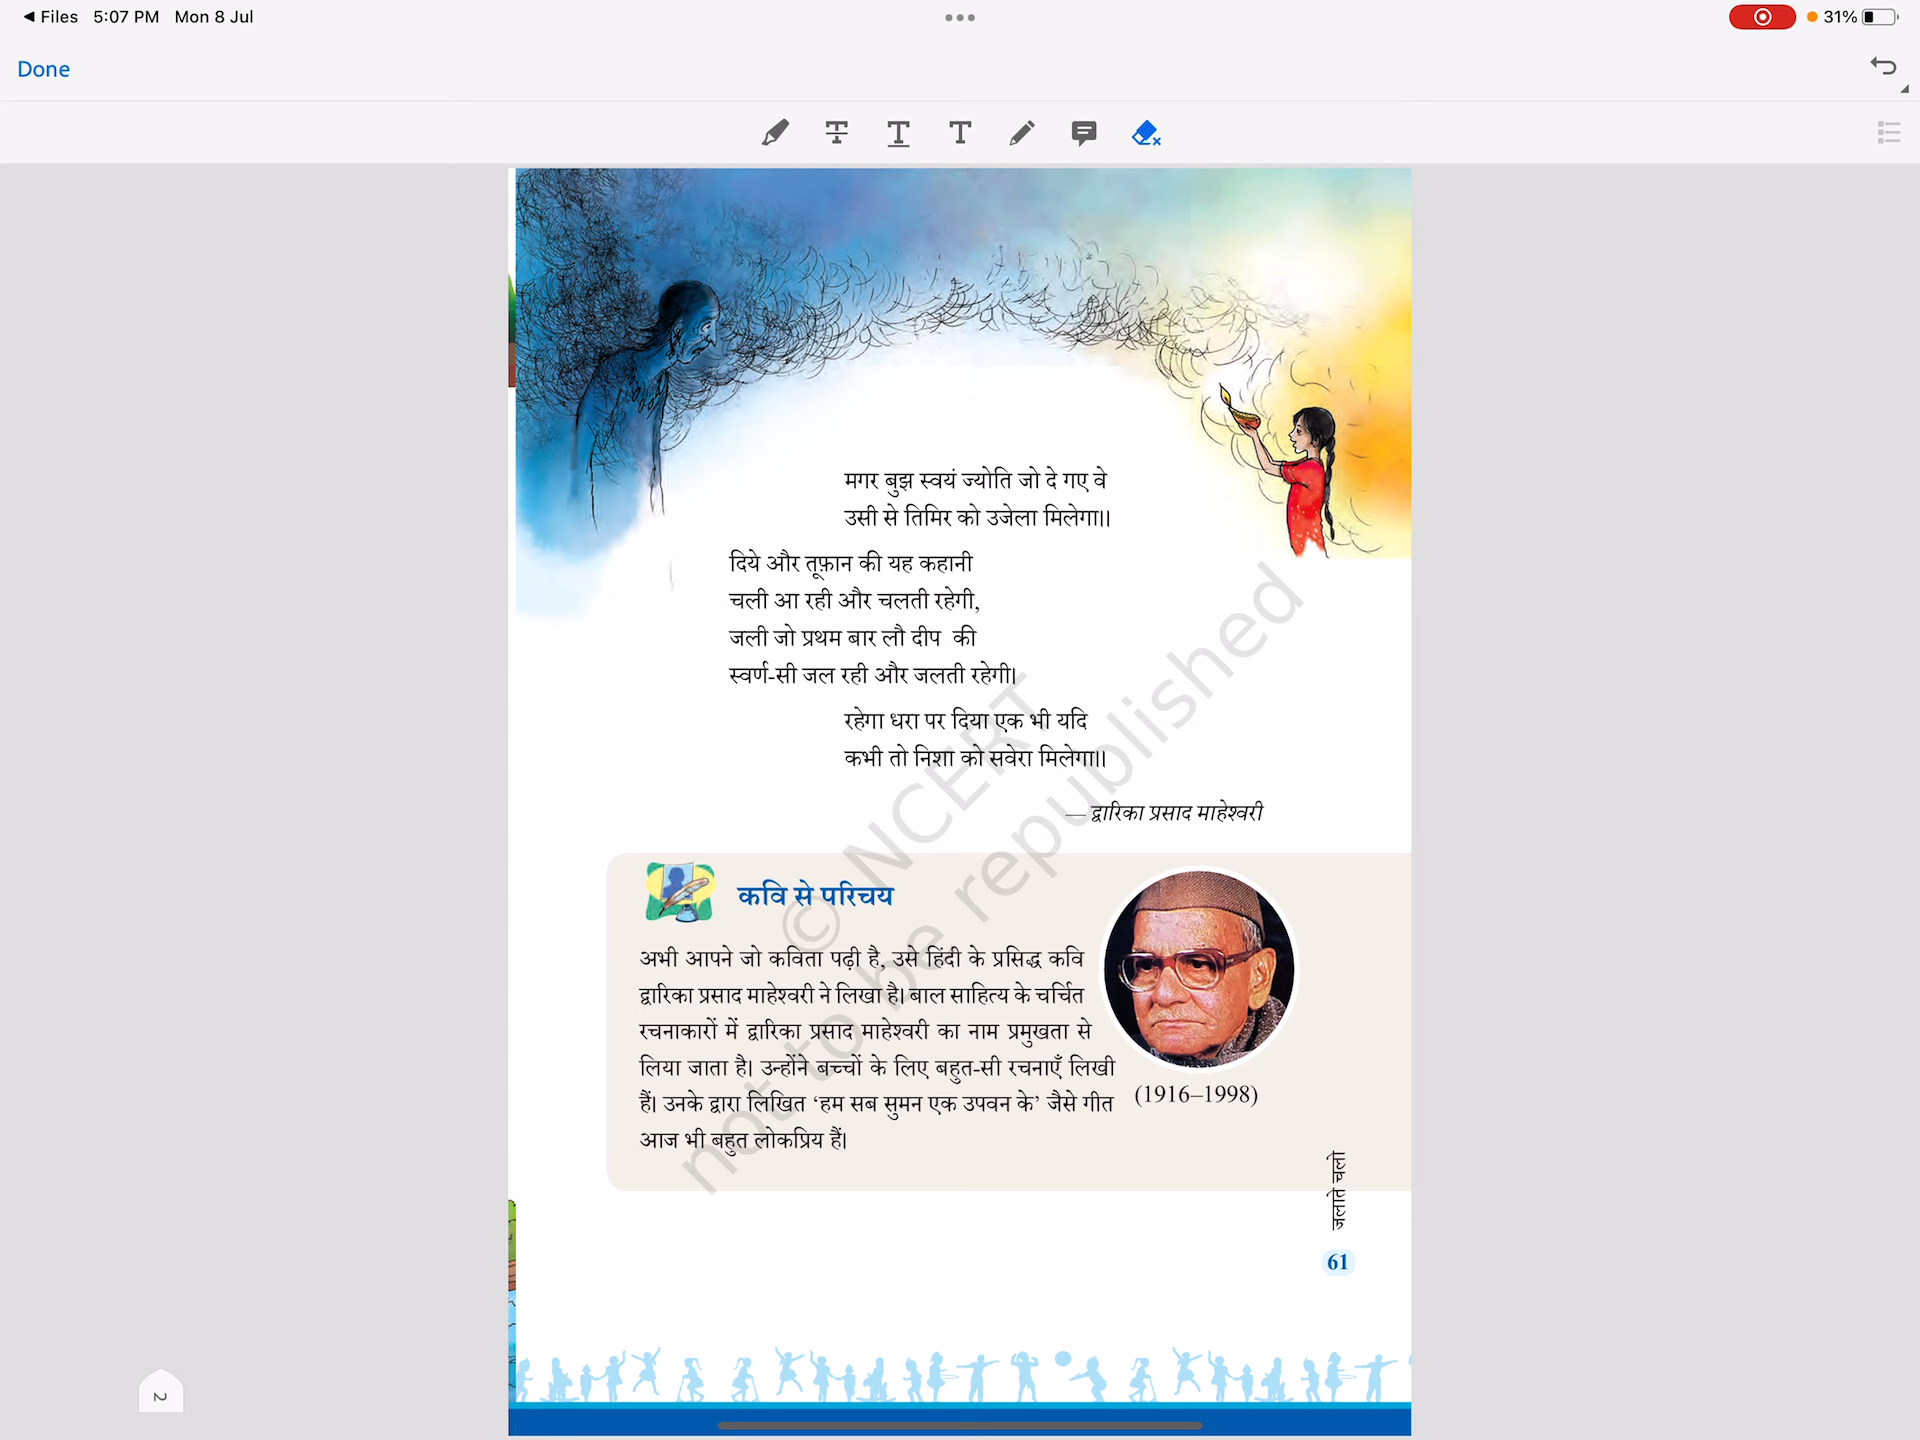 Files 5:07 PM Mon 8 Jul
31%
Done
मगर बुझ स्वयं ज्योति जो दे गए वे
उसी से तिमिर को उजेला मिलेगा।।
दिये और तूफ़ान की यह कहानी
चली आ रही और चलती रहेगी,
जली जो प्रथम बार लौ दीप की
स्वर्ण-सी जल रही और जलती रहेगी।
रहेगा धरा पर दिया एक भी यदि
कभी तो निशा को सवेरा मिलेगा।।
— द्वारिका प्रसाद माहेश्वरी
कवि से परिचय
अभी आपने जो कविता पढ़ी है, उसे हिंदी के प्रसिद्ध कवि
द्वारिका प्रसाद माहेश्वरी ने लिखा है। बाल साहित्य के चर्चित
रचनाकारों में द्वारिका प्रसाद माहेश्वरी का नाम प्रमुखता से
लिया जाता है। उन्होंने बच्चों के लिए बहुत-सी रचनाएँ लिखी
हैं। उनके द्वारा लिखित ‘हम सब सुमन एक उपवन के’ जैसे गीत
आज भी बहुत लोकप्रिय हैं।
(1916–1998)
जलाते चलो
61
© NCERT
not to be republished
2